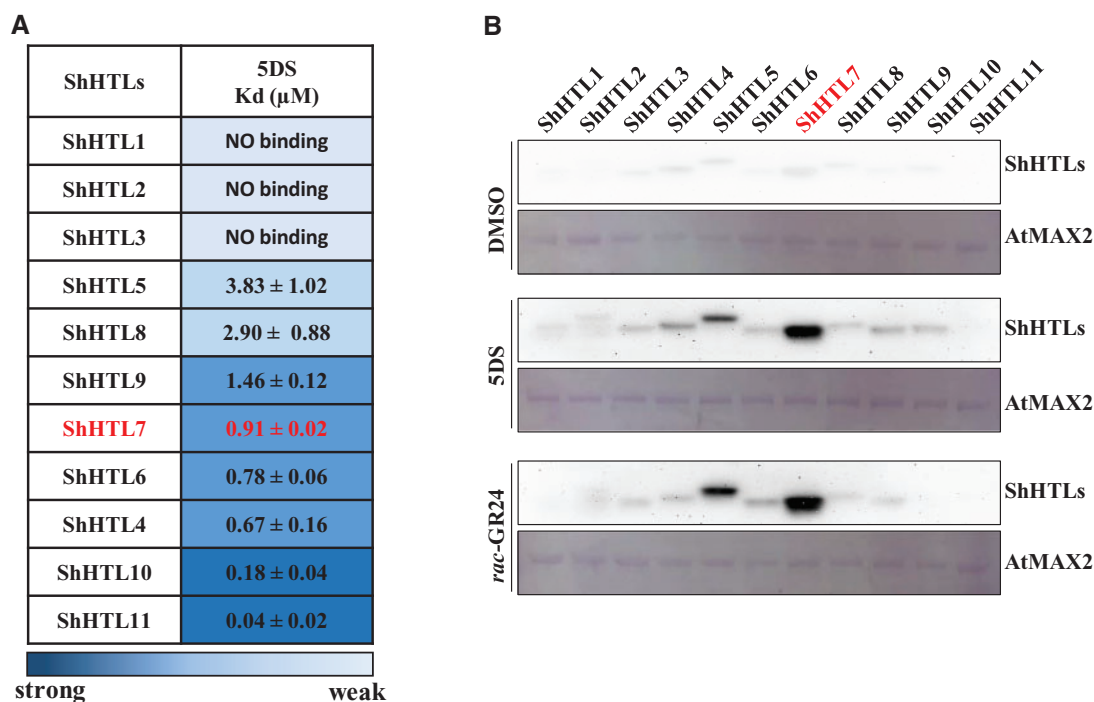 A
ShHTLs 5DS
Kd (μM)
ShHTL1 NO binding
ShHTL2 NO binding
ShHTL3 NO binding
ShHTL5 3.83 ± 1.02
ShHTL8 2.90 ± 0.88
ShHTL9 1.46 ± 0.12
ShHTL7 0.91 ± 0.02
ShHTL6 0.78 ± 0.06
ShHTL4 0.67 ± 0.16
ShHTL10 0.18 ± 0.04
ShHTL11 0.04 ± 0.02
strong weak
B
ShHTL1 ShHTL2 ShHTL3 ShHTL4 ShHTL5 ShHTL6 ShHTL7 ShHTL8 ShHTL9 ShHTL10 ShHTL11
DMSO
ShHTLs
AtMAX2
5DS
ShHTLs
AtMAX2
rac-GR24
ShHTLs
AtMAX2